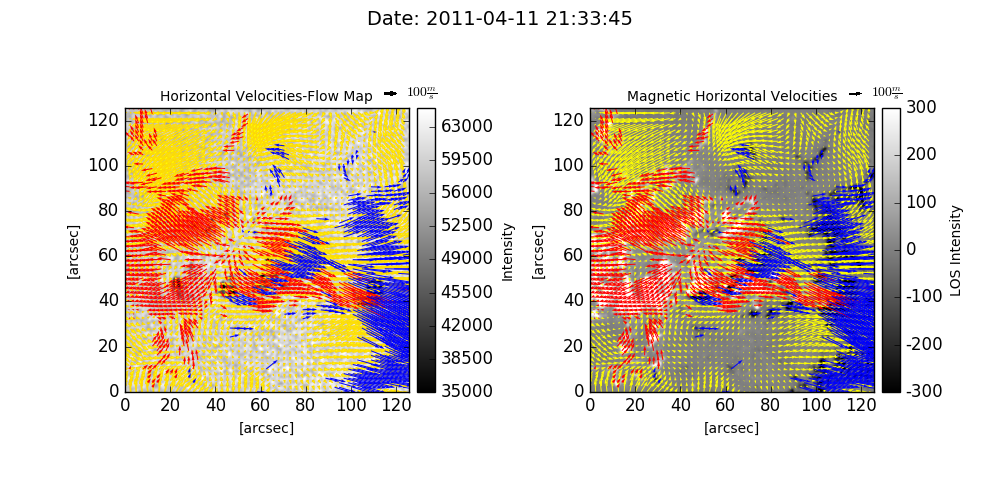 Date: 2011-04-11 21:33:45
Horizontal Velocities-Flow Map
100 m/s
Magnetic Horizontal Velocities
100 m/s
120
100
80
60
40
20
0
[arcsec]
0 20 40 60 80 100 120
[arcsec]
63000
59500
56000
52500
49000
45500
42000
38500
35000
Intensity
120
100
80
60
40
20
0
[arcsec]
0 20 40 60 80 100 120
[arcsec]
300
200
100
0
-100
-200
-300
LOS Intensity